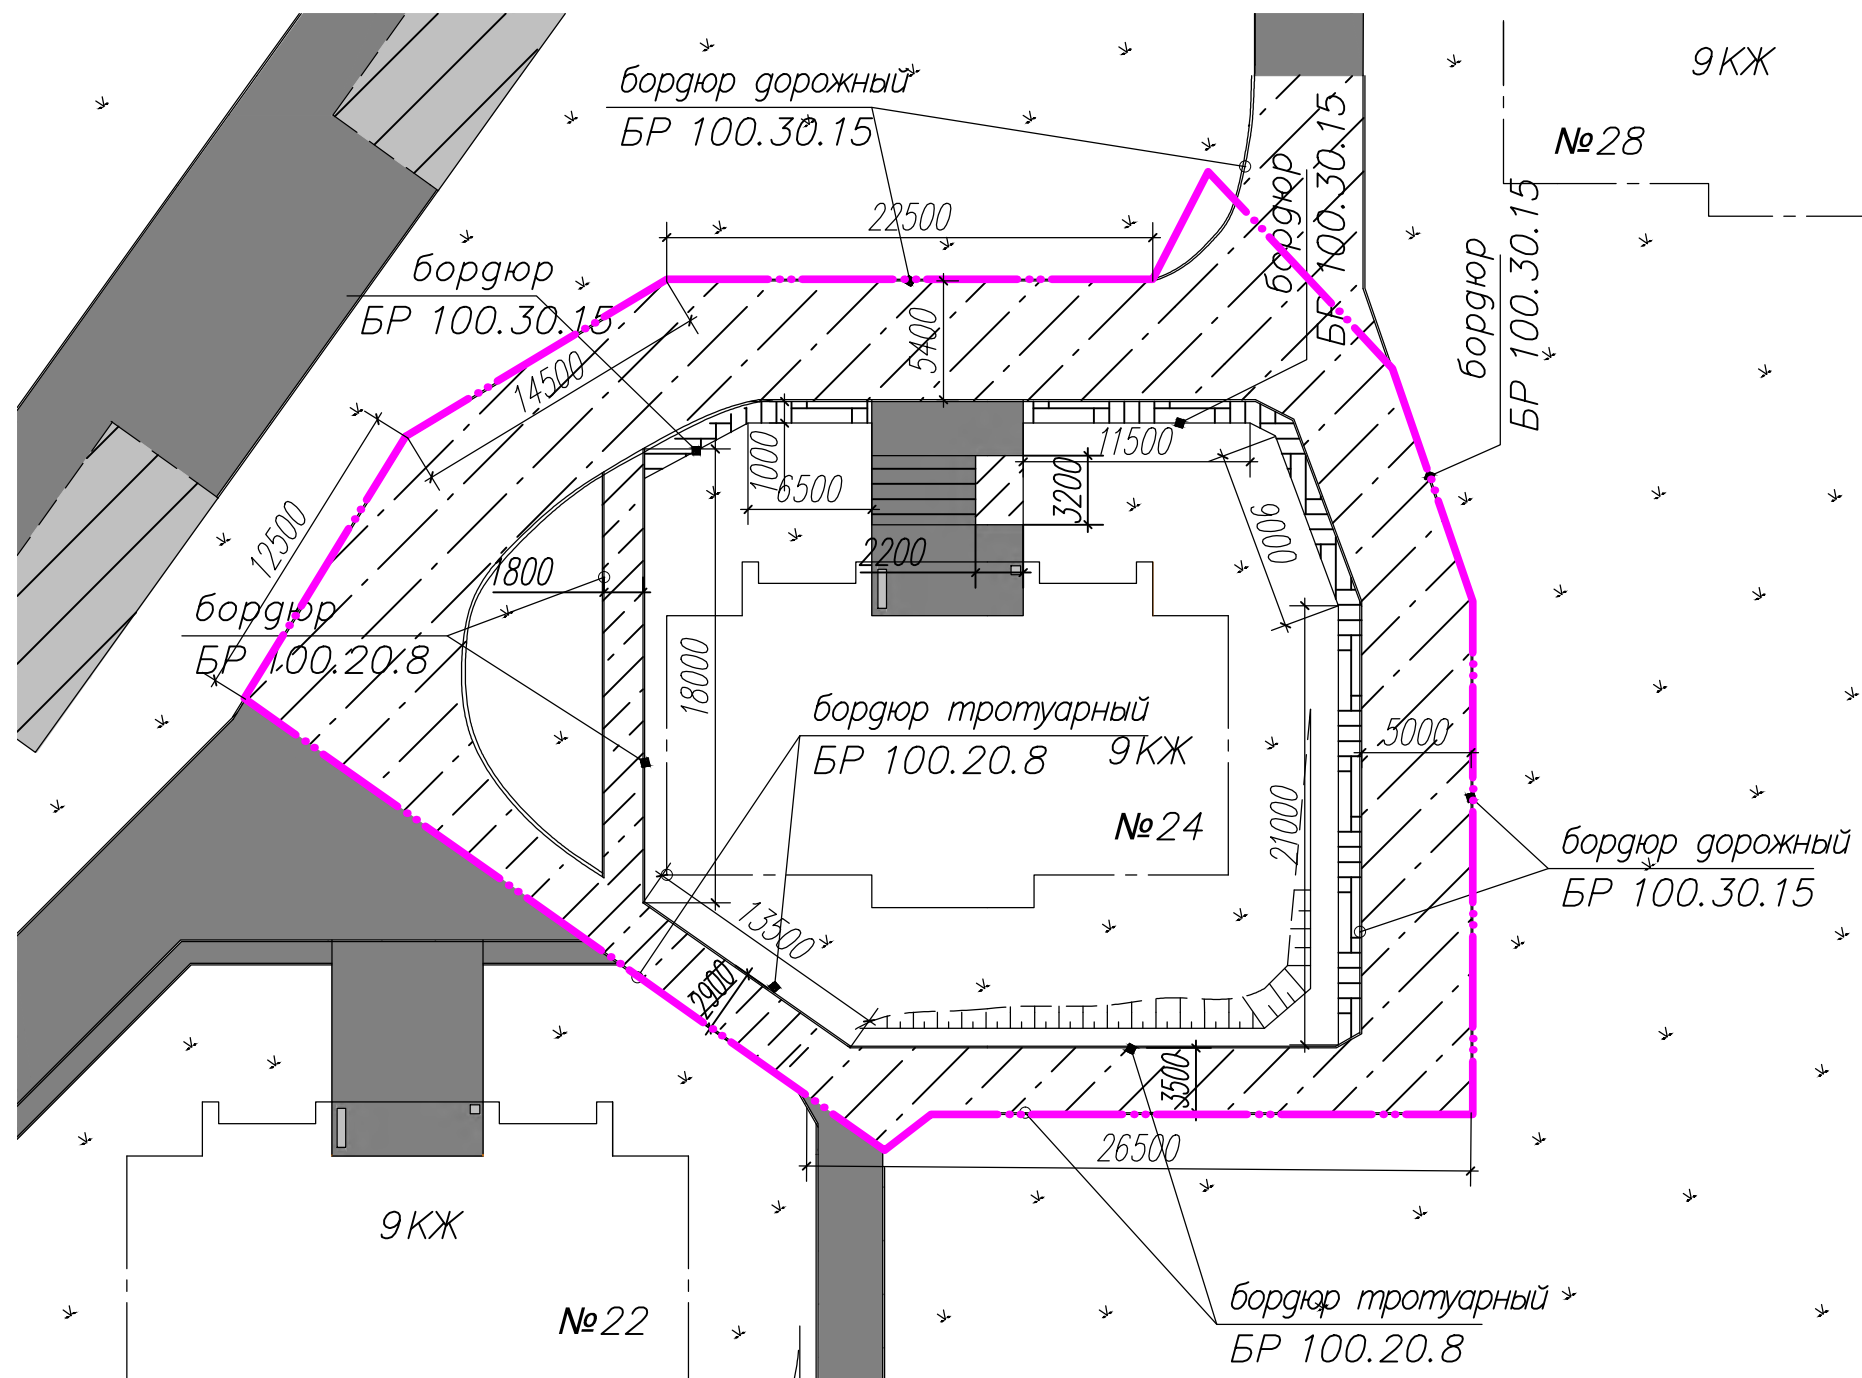 9КЖ
бордюр дорожный
БР 100.30.15
№28
бордюр
БР 100.30.15
22500
бордюр
БР 100.30.15
бордюр
БР 100.30.15
5400
14500
11500
1000
6500
3200
12500
9000
2200
1800
бордюр
БР 100.20.8
18000
бордюр тротуарный
БР 100.20.8
9КЖ
5000
№24
21000
бордюр дорожный
БР 100.30.15
13500
2900
3500
26500
9КЖ
№22
бордюр тротуарный
БР 100.20.8